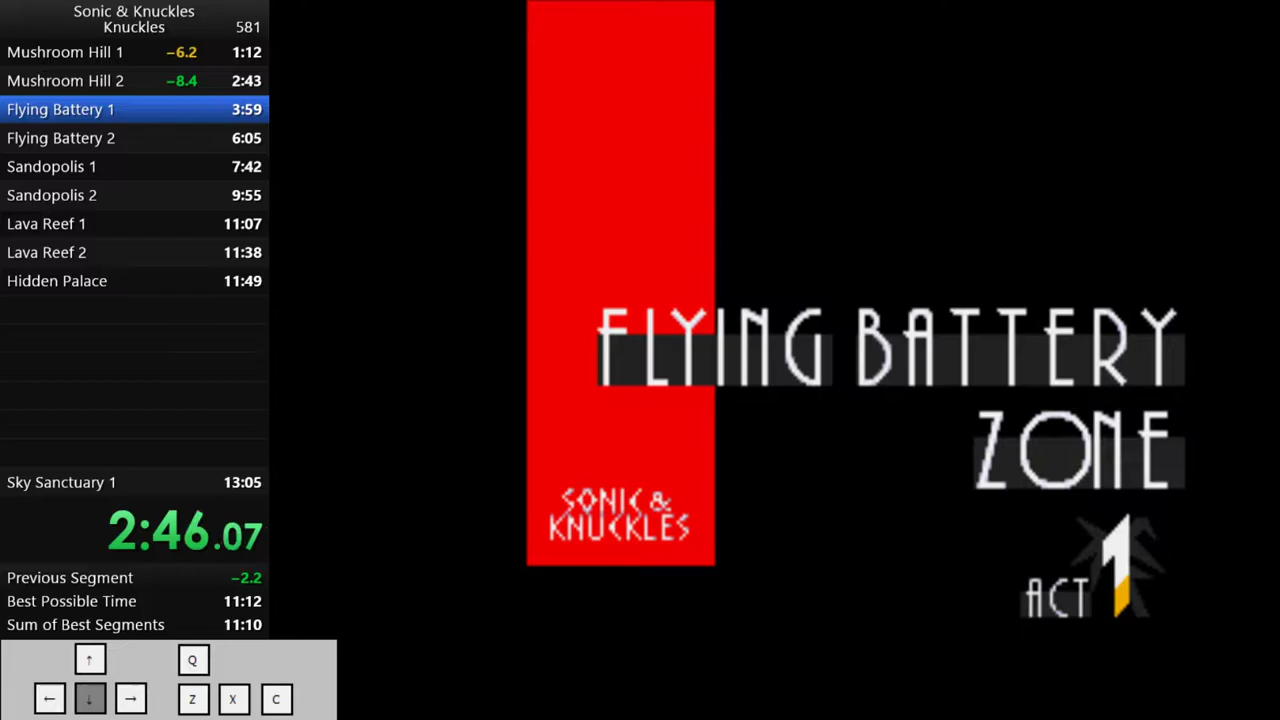 Sonic & Knuckles
Knuckles 581
Mushroom Hill 1 −6.2 1:12
Mushroom Hill 2 −8.4 2:43
Flying Battery 1 3:59
Flying Battery 2 6:05
Sandopolis 1 7:42
Sandopolis 2 9:55
Lava Reef 1 11:07
Lava Reef 2 11:38
Hidden Palace 11:49
Sky Sanctuary 1 13:05
2:46.07
Previous Segment −2.2
Best Possible Time 11:12
Sum of Best Segments 11:10
↑ Q
← ↓ → Z X C
FLYING BATTERY
ZONE
ACT 1
SONIC &
KNUCKLES